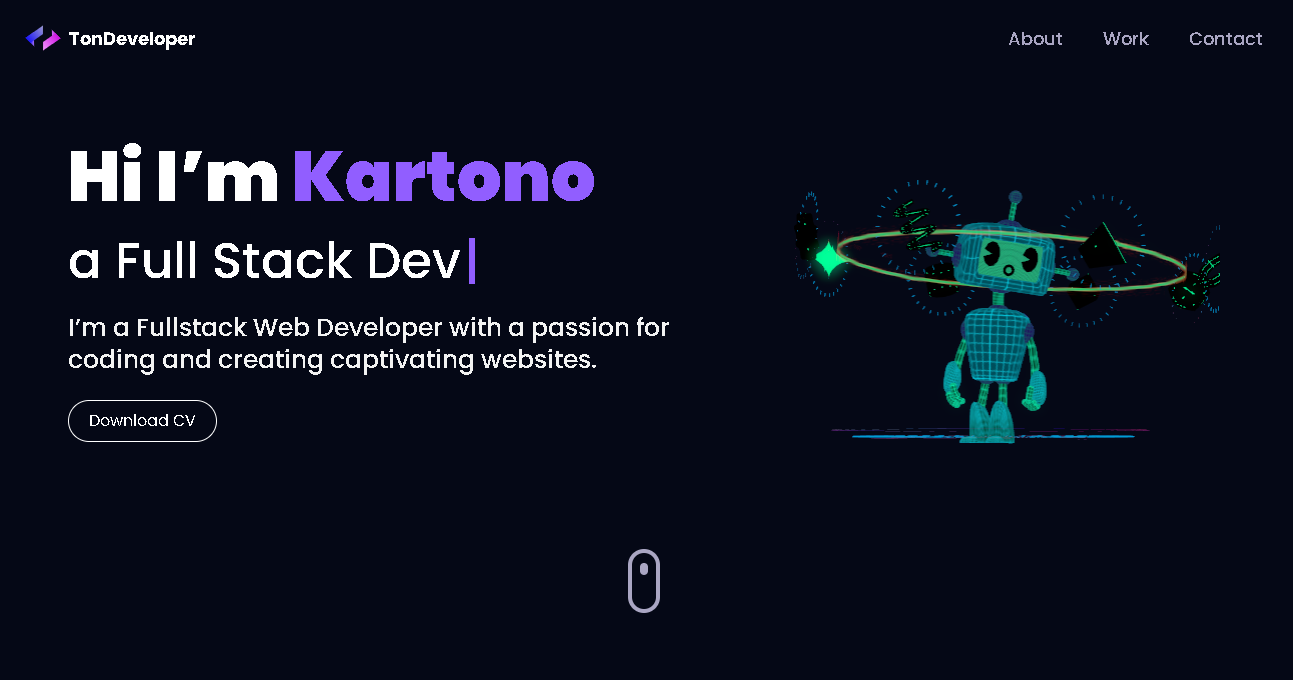 TonDeveloper
About Work Contact
Hi I’m Kartono
a Full Stack Dev
I’m a Fullstack Web Developer with a passion for
coding and creating captivating websites.
Download CV